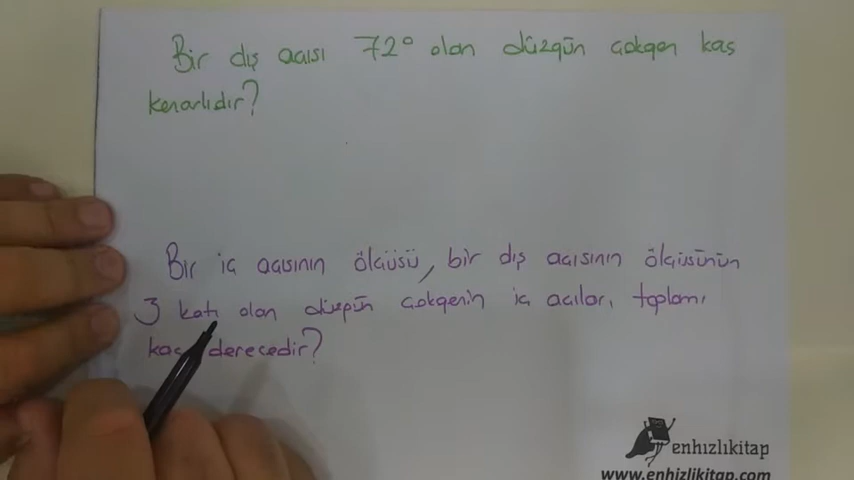 Bir dış açısı 72° olan düzgün çokgen kaç
kenarlıdır?
Bir iç açısının ölçüsü, bir dış açısının ölçüsünün
3 katı olan düzgün çokgenin iç açılar, toplamı
kaç derecedir?
enhızlıkitap
www.enhizlikitap.com